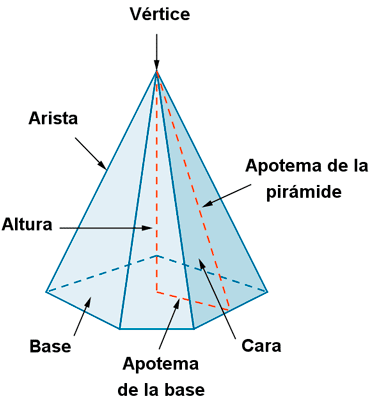 Vértice
Arista
Apotema de la
pirámide
Altura
Base
Cara
Apotema
de la base